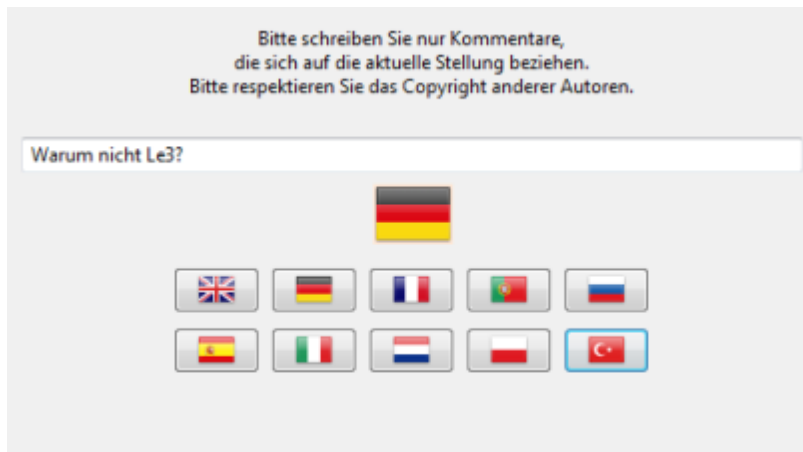 Bitte schreiben Sie nur Kommentare,
die sich auf die aktuelle Stellung beziehen.
Bitte respektieren Sie das Copyright anderer Autoren.
Warum nicht Le3?